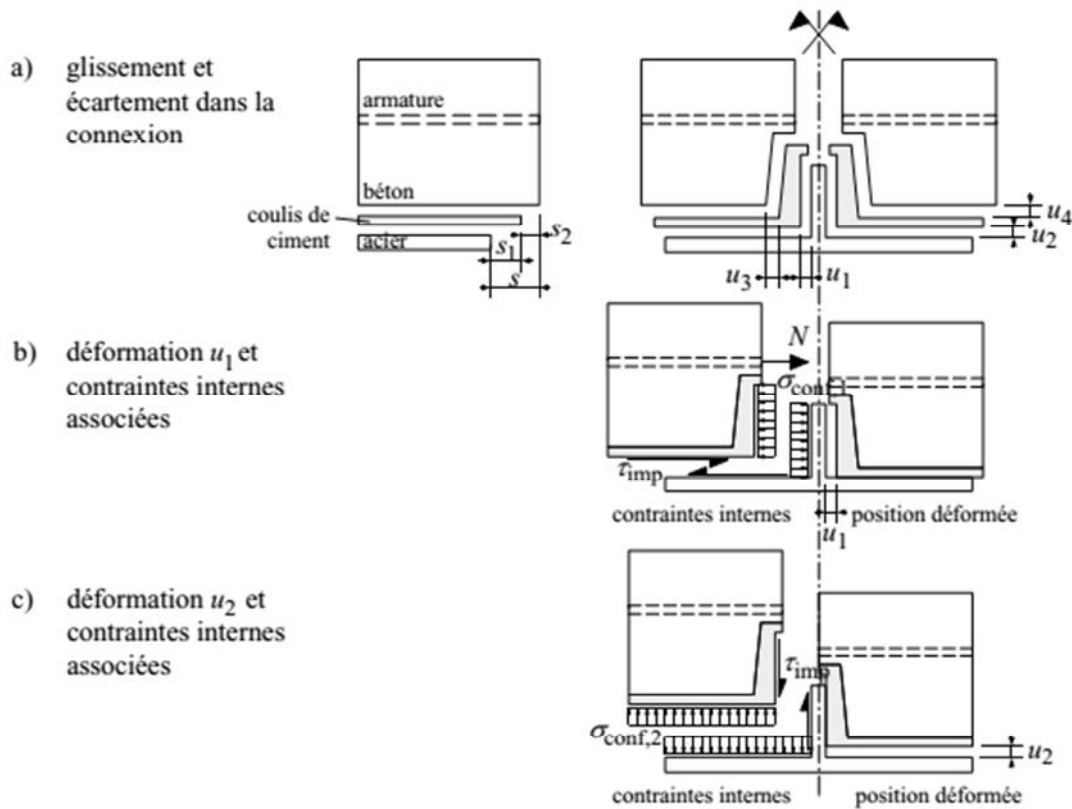 a) glissement et
écartement dans la
connexion
armature
béton
coulis de
ciment
acier
s1
s2
s
u4
u2
u3
u1
b) déformation u1 et
contraintes internes
associées
N
σconf
τimp
contraintes internes
position déformée
u1
c) déformation u2 et
contraintes internes
associées
τimp
σconf,2
u2
contraintes internes
position déformée